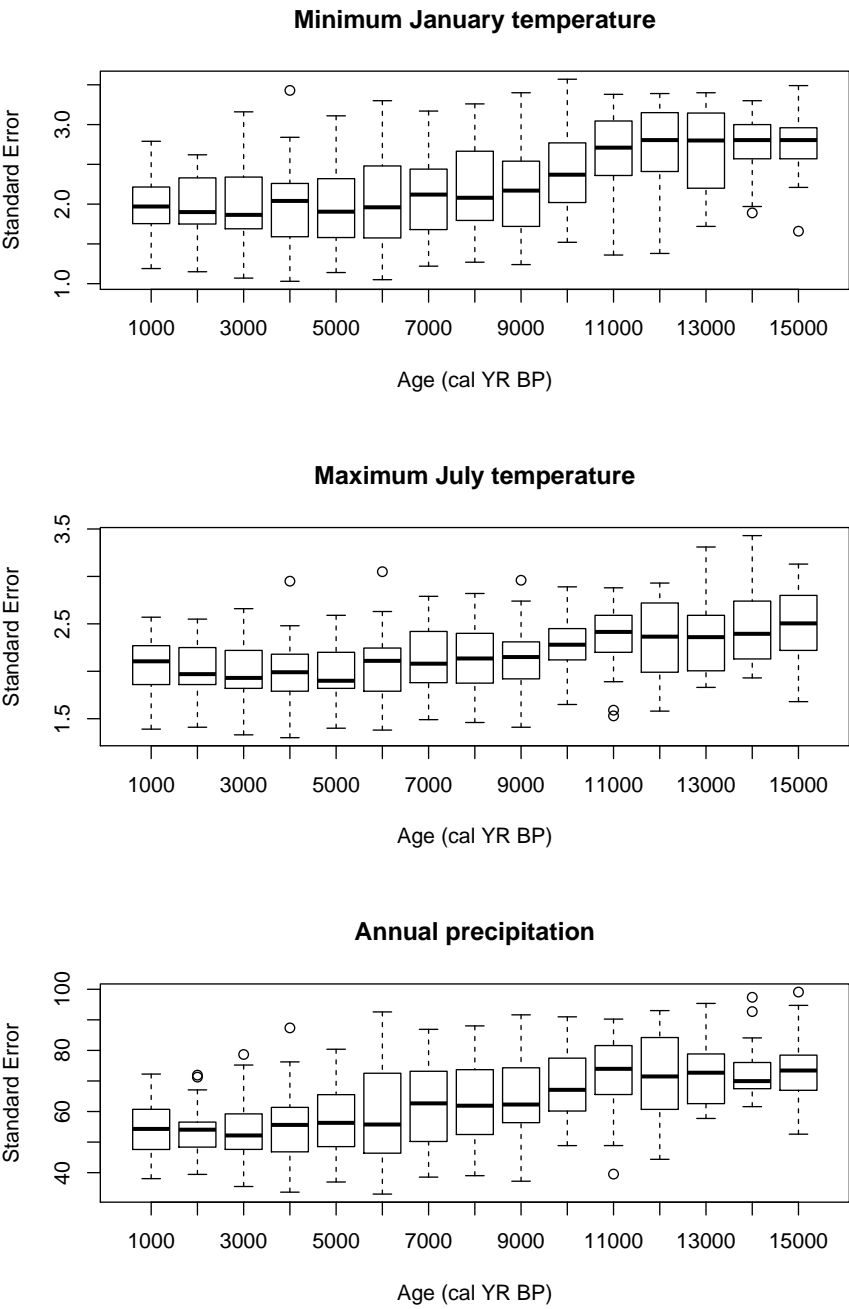 Minimum January temperature
3.0
2.0
1.0
Standard Error
1000 3000 5000 7000 9000 11000 13000 15000
Age (cal YR BP)
Maximum July temperature
3.5
2.5
1.5
Standard Error
1000 3000 5000 7000 9000 11000 13000 15000
Age (cal YR BP)
Annual precipitation
100
80
60
40
Standard Error
1000 3000 5000 7000 9000 11000 13000 15000
Age (cal YR BP)